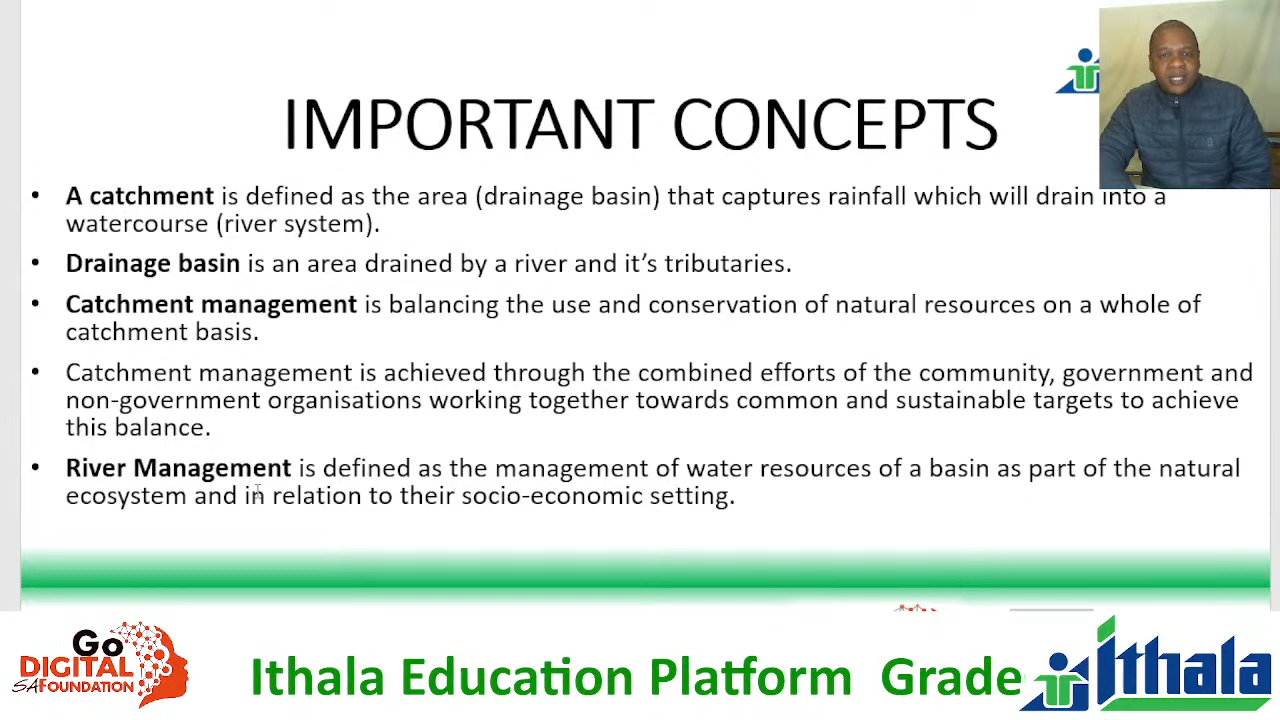 IMPORTANT CONCEPTS
• A catchment is defined as the area (drainage basin) that captures rainfall which will drain into a
watercourse (river system).
• Drainage basin is an area drained by a river and it's tributaries.
• Catchment management is balancing the use and conservation of natural resources on a whole of
catchment basis.
• Catchment management is achieved through the combined efforts of the community, government and
non-government organisations working together towards common and sustainable targets to achieve
this balance.
• River Management is defined as the management of water resources of a basin as part of the natural
ecosystem and in relation to their socio-economic setting.
Go
DIGITAL
SA FOUNDATION
Ithala Education Platform Grade
Ithala